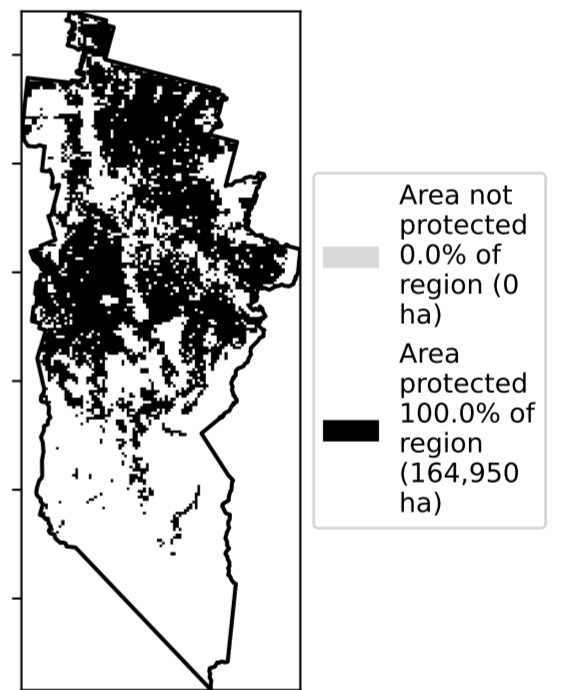 Area not
protected
0.0% of
region (0
ha)
Area
protected
100.0% of
region
(164,950
ha)